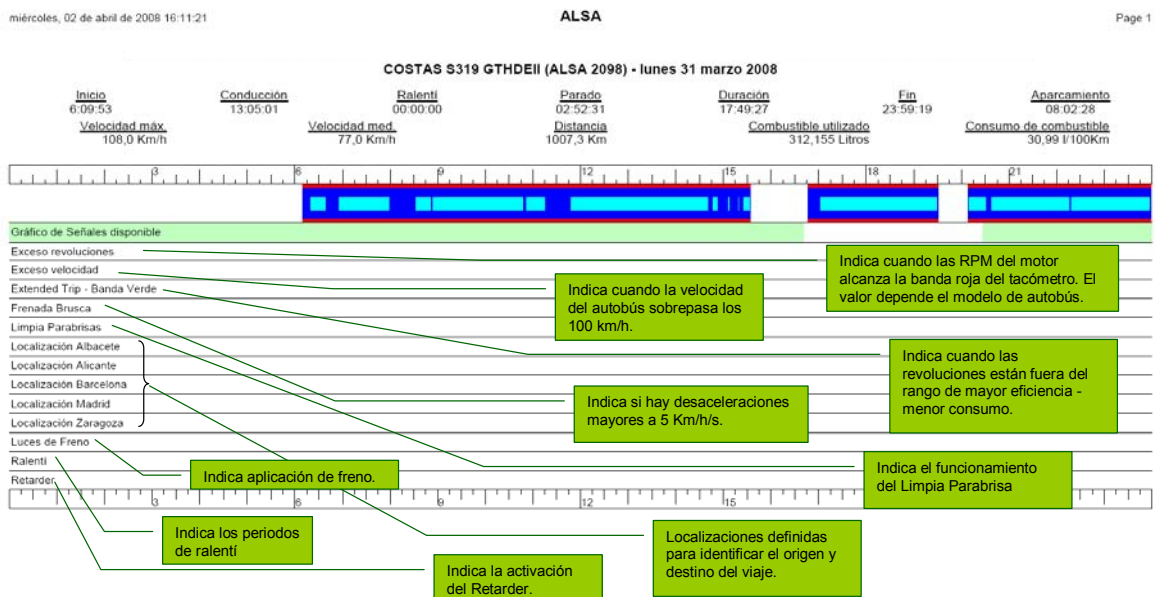 miércoles, 02 de abril de 2008 16:11:21
ALSA
Page 1
COSTAS S319 GTHDEII (ALSA 2098) - lunes 31 marzo 2008
Inicio Conducción Ralentí Parado Duración Fin Aparcamiento
6:09:53 13:05:01 00:00:00 02:52:31 17:49:27 23:59:19 08:02:28
Velocidad máx. Velocidad med. Distancia Combustible utilizado Consumo de combustible
108,0 Km/h 77,0 Km/h 1007,3 Km 312,155 Litros 30,99 l/100Km
3 6 9 12 15 18 21
Gráfico de Señales disponible
Exceso revoluciones
Exceso velocidad
Extended Trip - Banda Verde
Frenada Brusca
Limpia Parabrisas
Localización Albacete
Localización Alicante
Localización Barcelona
Localización Madrid
Localización Zaragoza
Luces de Freno
Ralentí
Retarder
Indica cuando las RPM del motor
alcanza la banda roja del tacómetro. El
valor depende el modelo de autobús.
Indica cuando la velocidad
del autobús sobrepasa los
100 km/h.
Indica cuando las
revoluciones están fuera del
rango de mayor eficiencia -
menor consumo.
Indica si hay desaceleraciones
mayores a 5 Km/h/s.
Indica el funcionamiento
del Limpia Parabrisa
Indica aplicación de freno.
3 6 9 12
Indica los periodos
de ralentí
Localizaciones definidas
para identificar el origen y
destino del viaje.
Indica la activación
del Retarder.